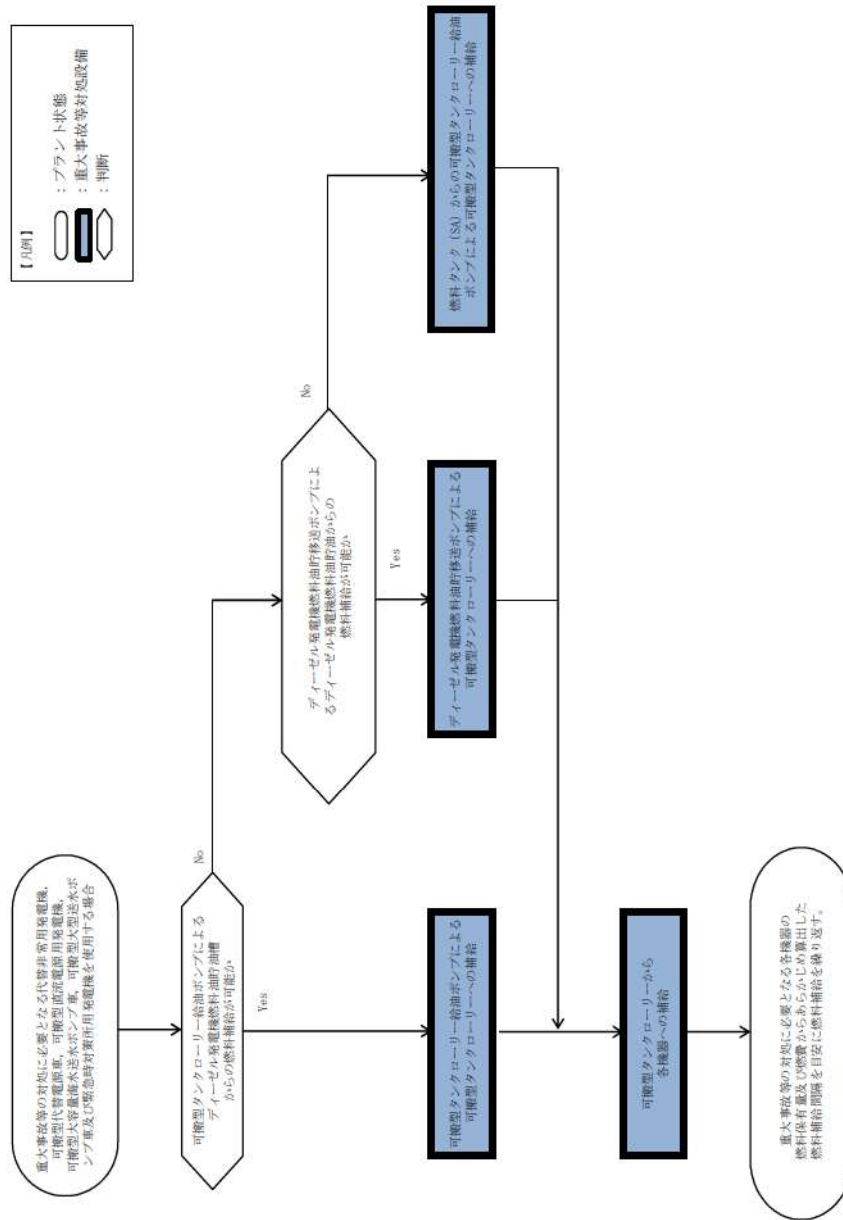 【凡例】
：プラント状態
：重大事故等対処設備
：判断
重大事故等の対処に必要となる代替非常用発電機，
可搬型代替電源車，可搬型直流電源用発電機，
可搬型大容量海水送水ポンプ車，可搬型大型送水ポ
ンプ車及び緊急時対策所用発電機を使用する場合
可搬型タンクローリー給油ポンプによる
ディーゼル発電機燃料油貯油槽
からの燃料補給が可能か
No
Yes
ディーゼル発電機燃料油貯移送ポンプによ
るディーゼル発電機燃料油貯油からの
燃料補給が可能か
No
Yes
可搬型タンクローリー給油ポンプによる
可搬型タンクローリーへの補給
ディーゼル発電機燃料油貯移送ポンプによる
可搬型タンクローリーへの補給
燃料タンク（SA）からの可搬型タンクローリー給油
ポンプによる可搬型タンクローリーへの補給
可搬型タンクローリーから
各機器への補給
重大事故等の対処に必要となる各機器の
燃料保有量及び燃費からあらかじめ算出した
燃料補給間隔を目安に燃料補給を繰り返す。